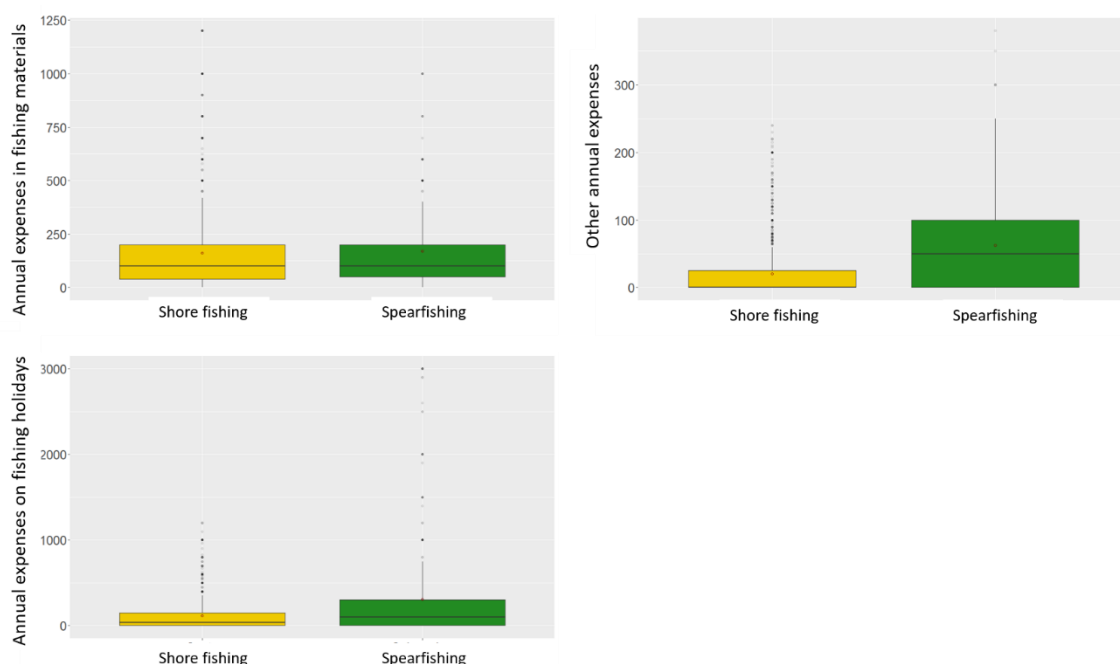 Annual expenses in fishing materials
1250
1000
750
500
250
0
Shore fishing
Spearfishing
Other annual expenses
300
200
100
0
Shore fishing
Spearfishing
Annual expenses on fishing holidays
3000
2000
1000
0
Shore fishing
Spearfishing